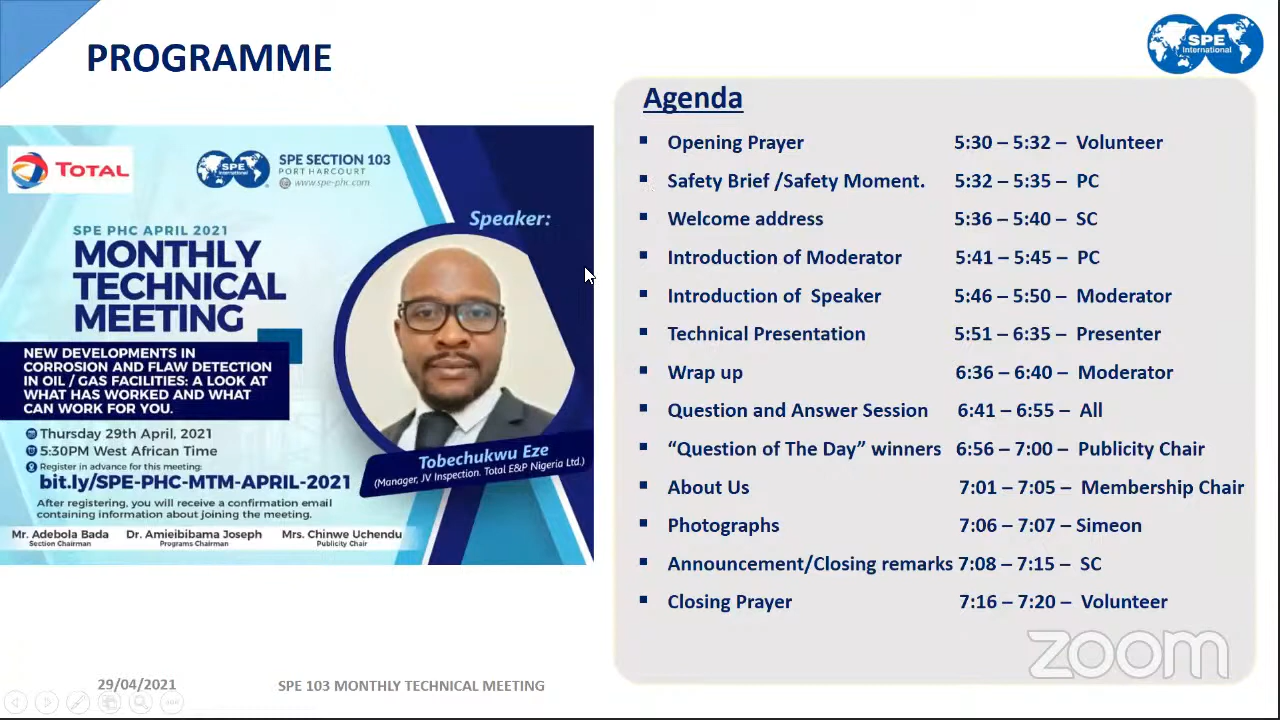 PROGRAMME
SPE
International
TOTAL
SPE
International
SPE SECTION 103
PORT HARCOURT
www.spe-phc.com
Speaker:
SPE PHC APRIL 2021
MONTHLY
TECHNICAL
MEETING
NEW DEVELOPMENTS IN
CORROSION AND FLAW DETECTION
IN OIL / GAS FACILITIES: A LOOK AT
WHAT HAS WORKED AND WHAT
CAN WORK FOR YOU.
Thursday 29th April, 2021
5:30PM West African Time
Register in advance for this meeting:
bit.ly/SPE-PHC-MTM-APRIL-2021
After registering, you will receive a confirmation email
containing information about joining the meeting.
Tobechukwu Eze
(Manager, JV Inspection. Total E&P Nigeria Ltd.)
Mr. Adebola Bada Dr. Amieibibama Joseph Mrs. Chinwe Uchendu
Section Chairman Programs Chairman Publicity Chair
Agenda
Opening Prayer 5:30 – 5:32 – Volunteer
Safety Brief /Safety Moment. 5:32 – 5:35 – PC
Welcome address 5:36 – 5:40 – SC
Introduction of Moderator 5:41 – 5:45 – PC
Introduction of Speaker 5:46 – 5:50 – Moderator
Technical Presentation 5:51 – 6:35 – Presenter
Wrap up 6:36 – 6:40 – Moderator
Question and Answer Session 6:41 – 6:55 – All
“Question of The Day” winners 6:56 – 7:00 – Publicity Chair
About Us 7:01 – 7:05 – Membership Chair
Photographs 7:06 – 7:07 – Simeon
Announcement/Closing remarks 7:08 – 7:15 – SC
Closing Prayer 7:16 – 7:20 – Volunteer
zoom
29/04/2021 SPE 103 MONTHLY TECHNICAL MEETING